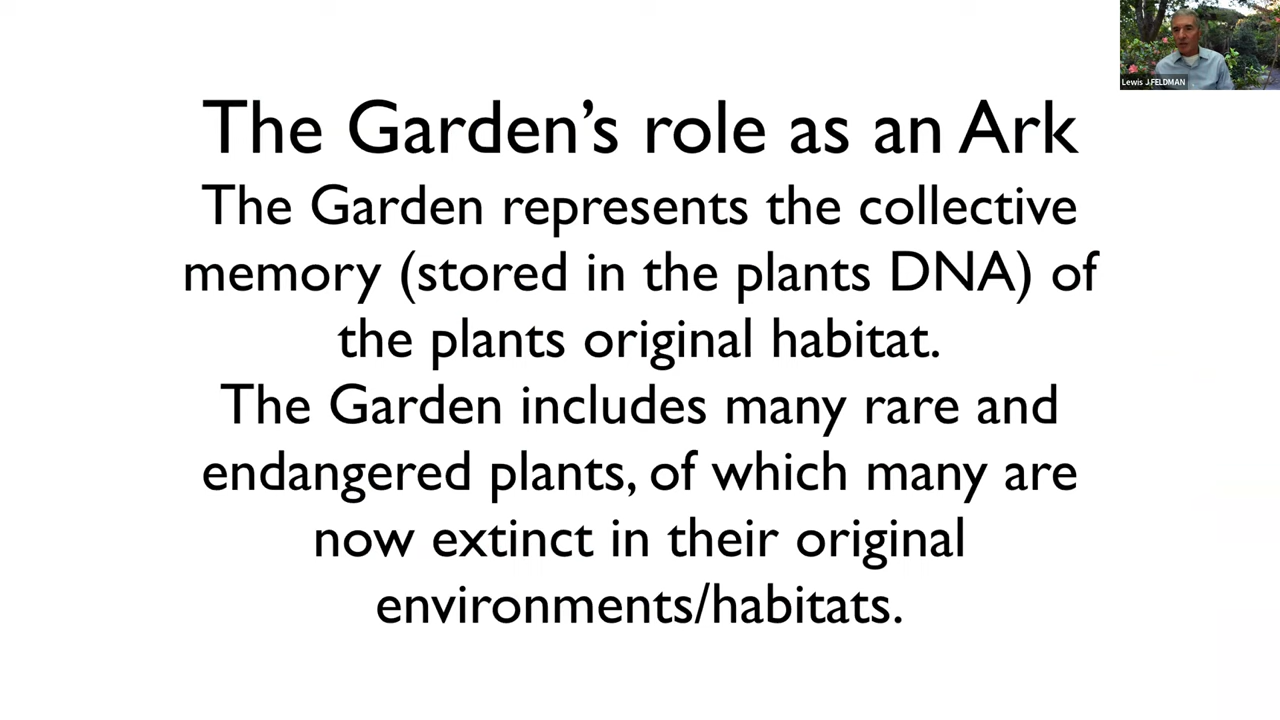 Lewis J.FELDMAN
The Garden’s role as an Ark
The Garden represents the collective
memory (stored in the plants DNA) of
the plants original habitat.
The Garden includes many rare and
endangered plants, of which many are
now extinct in their original
environments/habitats.